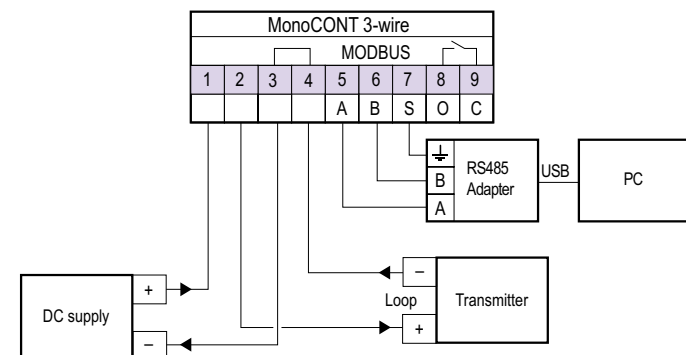 MonoCONT 3-wire
MODBUS
1 2 3 4 5 6 7 8 9
A B S O C
RS485
Adapter
B
A
USB
PC
+
DC supply
–
–
Loop
Transmitter
+